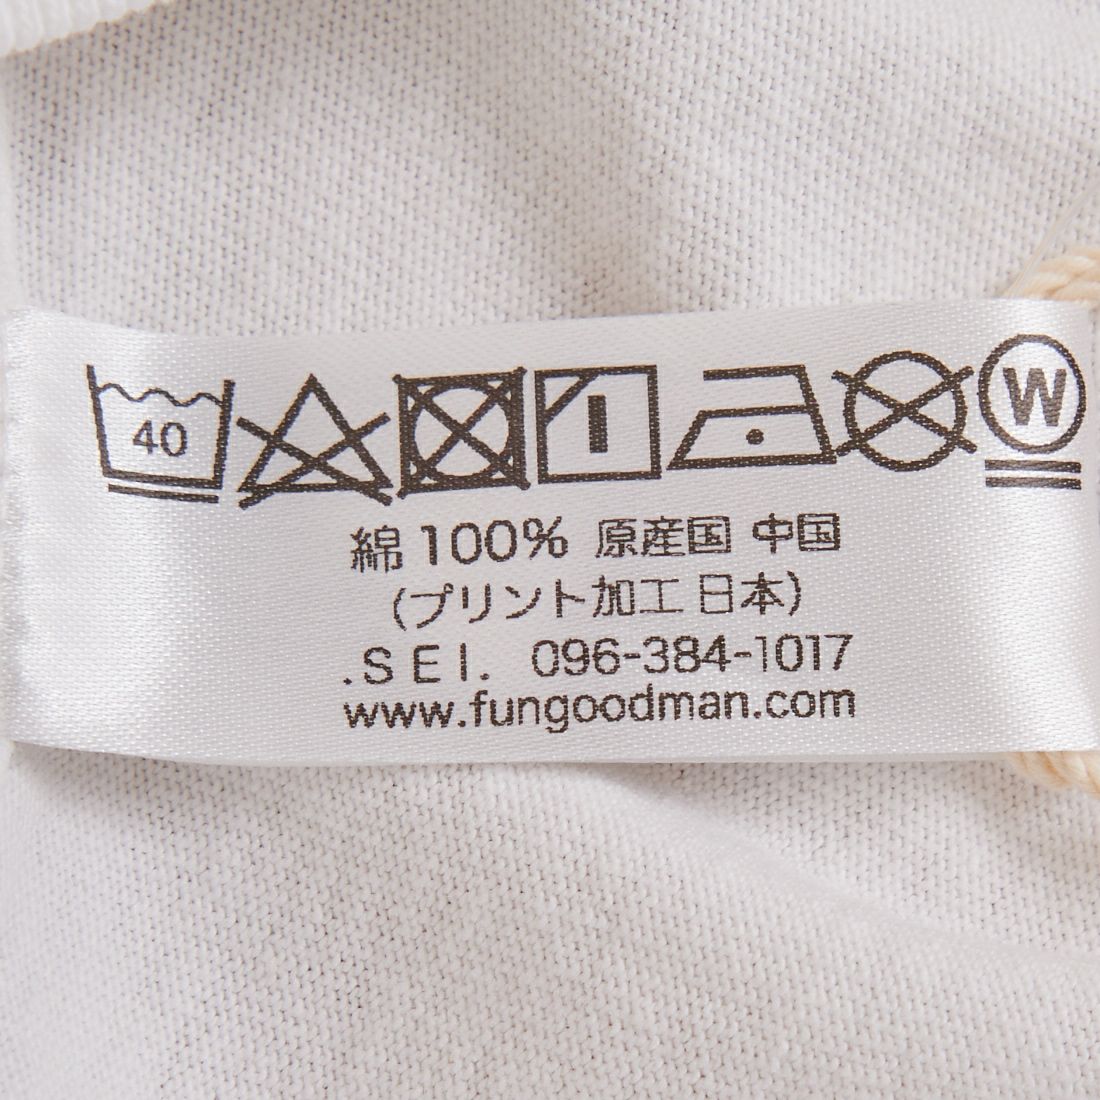 40 W
綿 100% 原産国 中国
(プリント加工 日本)
.SEI. 096-384-1017
www.fungoodman.com